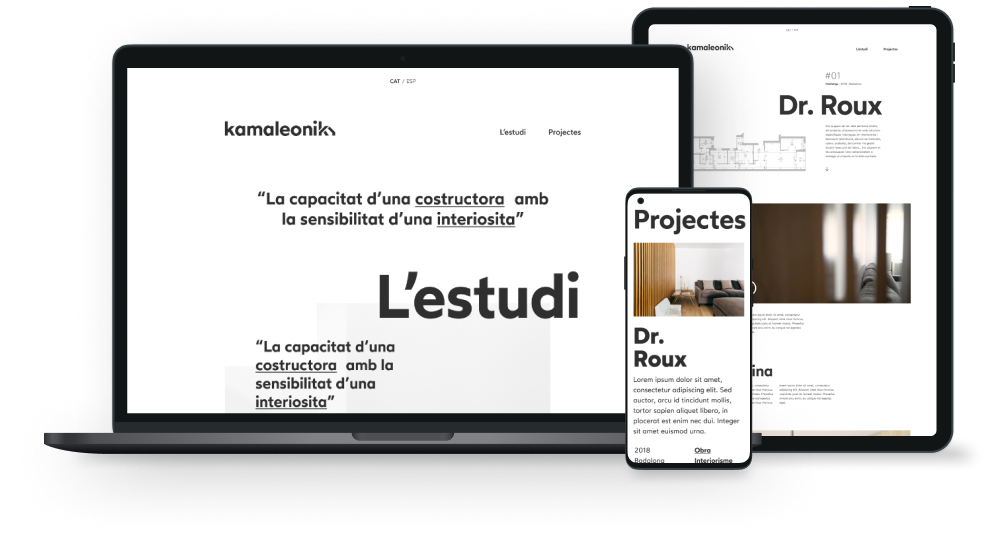 CAT / ESP
kamaleonik
L'estudi
Projectes
“La capacitat d’una costructora amb
la sensibilitat d’una interiosita”
L’estudi
“La capacitat d’una
costructora amb la
sensibilitat d’una
interiosita”
Projectes
Dr.
Roux
Lorem ipsum dolor sit amet,
consectetur adipiscing elit. Sed
auctor, arcu id tincidunt mollis,
tortor sapien aliquet libero, in
placerat est enim nec dui. Integer
sit amet euismod urna.
2018
Obra
Badalona
Interiorisme
kamaleonik
L'estudi
Projectes
#01
Dr. Roux
ina